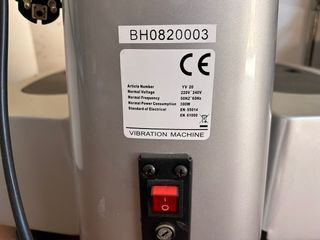 BH0820003
CE
Article Number YV 20
Normal Voltage 220V~240V
Normal Frequency 50HZ~60Hz
Normal Power Consumption 300W
Standard of Electrical EN 55014
EN 61000
VIBRATION MACHINE